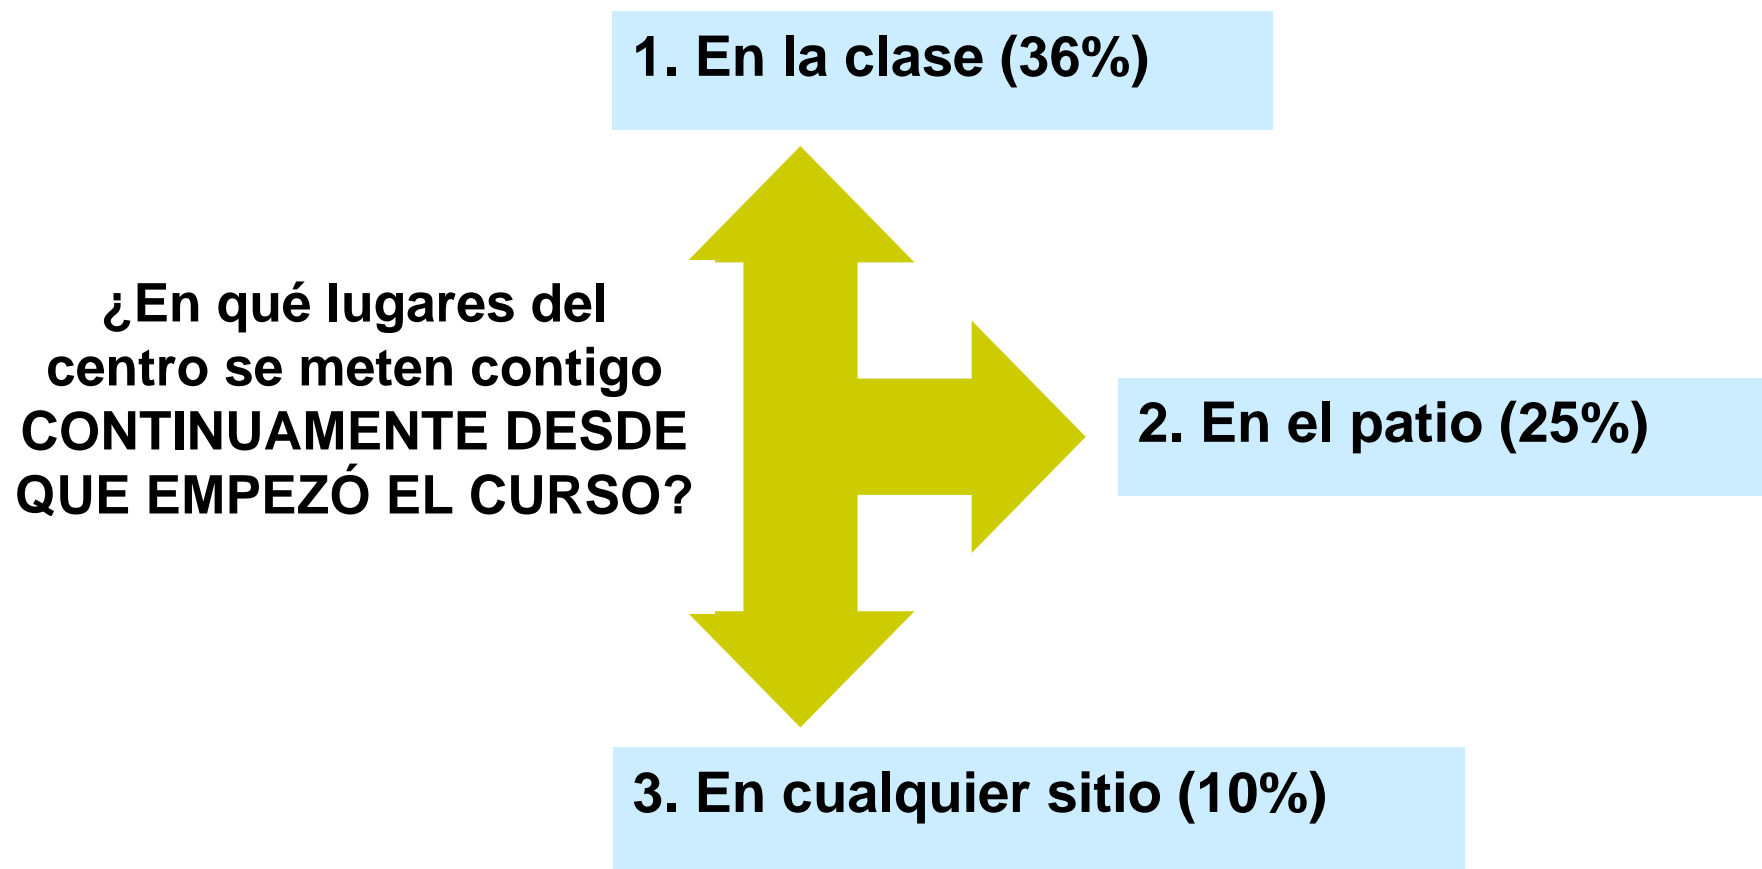 1. En la clase (36%)
¿En qué lugares del
centro se meten contigo
CONTINUAMENTE DESDE
QUE EMPEZÓ EL CURSO?
2. En el patio (25%)
3. En cualquier sitio (10%)